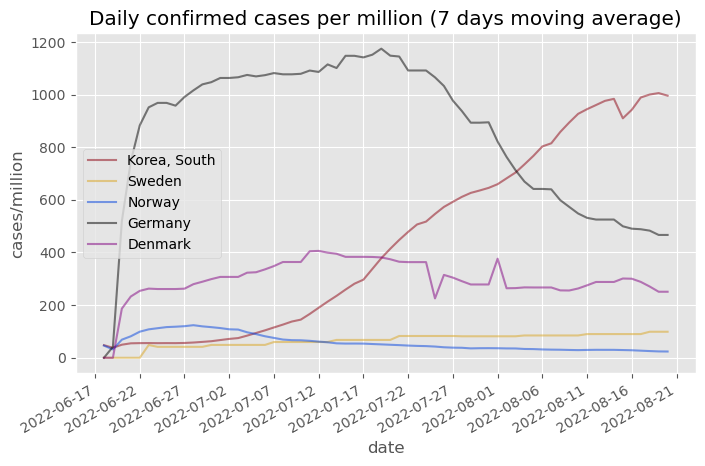 Daily confirmed cases per million (7 days moving average)
1200
1000
800
600
400
200
0
cases/million
Korea, South
Sweden
Norway
Germany
Denmark
2022-06-17
2022-06-22
2022-06-27
2022-07-02
2022-07-07
2022-07-12
2022-07-17
2022-07-22
2022-07-27
2022-08-01
2022-08-06
2022-08-11
2022-08-16
2022-08-21
date